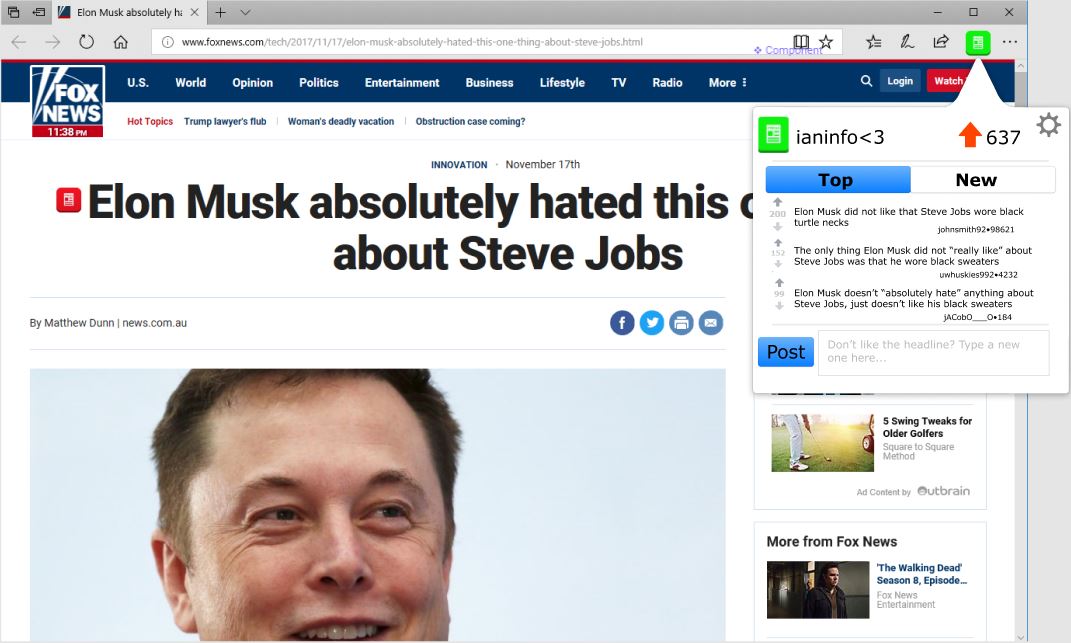 Elon Musk absolutely ha
www.foxnews.com/tech/2017/11/17/elon-musk-absolutely-hated-this-one-thing-about-steve-jobs.html
Component
FOX
NEWS
11:38 PM
U.S. World Opinion Politics Entertainment Business Lifestyle TV Radio More
Login
Watch
Hot Topics Trump lawyer's flub Woman's deadly vacation Obstruction case coming?
INNOVATION · November 17th
Elon Musk absolutely hated this o
about Steve Jobs
By Matthew Dunn | news.com.au
ianinfo<3
637
Top
New
200
Elon Musk did not like that Steve Jobs wore black
turtle necks
johnsmith92•98621
152
The only thing Elon Musk did not "really like" about
Steve Jobs was that he wore black sweaters
uwhuskies992•4232
99
Elon Musk doesn't "absolutely hate" anything about
Steve Jobs, just doesn't like his black sweaters
jACobO___O•184
Post
Don't like the headline? Type a new
one here...
5 Swing Tweaks for
Older Golfers
Square to Square
Method
Ad Content by Outbrain
More from Fox News
'The Walking Dead'
Season 8, Episode...
Fox News
Entertainment